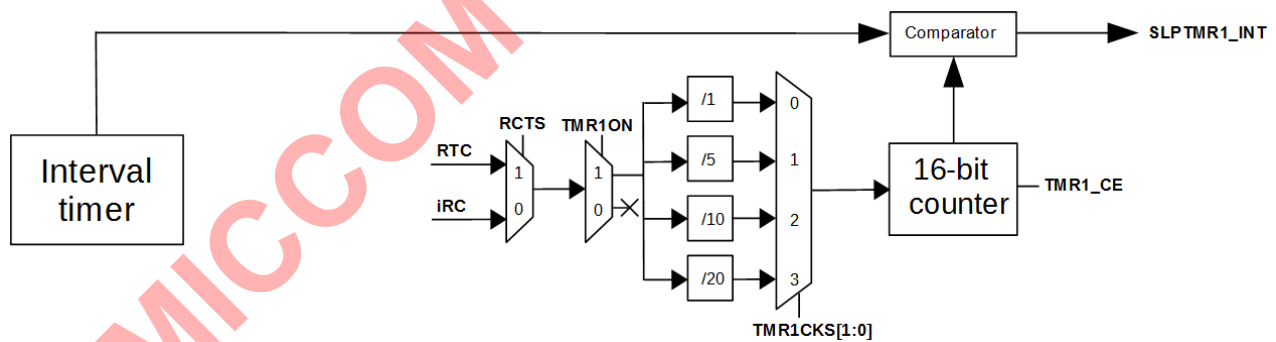 Comparator
SLPTMR1_INT
Interval
timer
RCTS
TMR1ON
RTC
iRC
1
0
1
0
/1
/5
/10
/20
0
1
2
3
TMR1CKS[1:0]
16-bit
counter
TMR1_CE
MICCOM